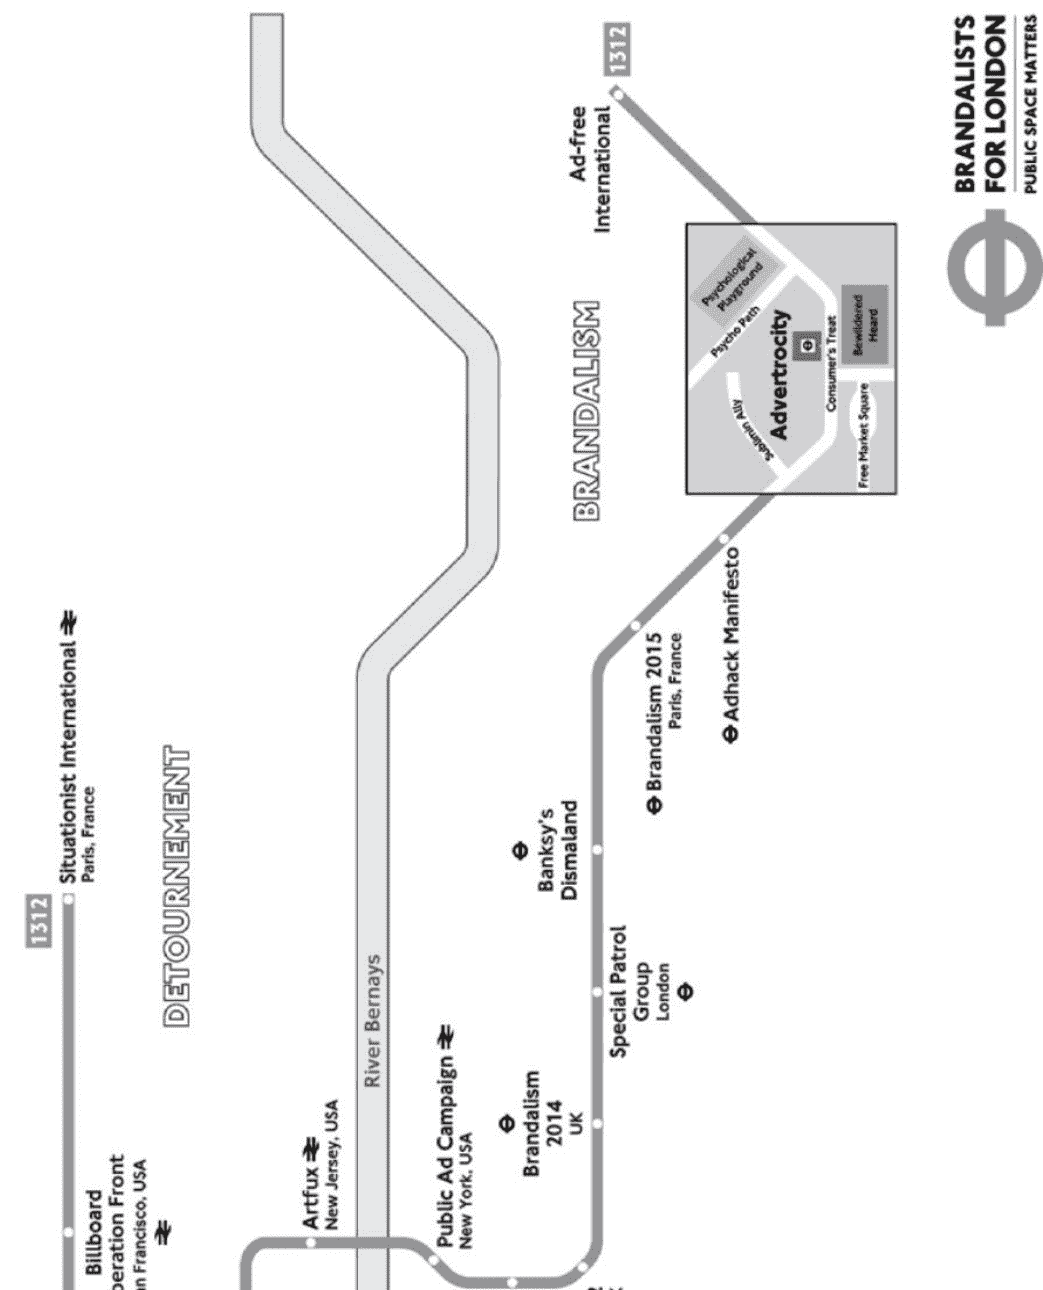 BRANDALISTS
FOR LONDON
PUBLIC SPACE MATTERS
1312
Situationist International
Paris, France
Billboard
eration Front
n Francisco, USA
DETOURNEMENT
Artfux
New Jersey, USA
River Bernays
Public Ad Campaign
New York, USA
Brandalism
2014
UK
Special Patrol
Group
London
Banksy's
Dismaland
Brandalism 2015
Paris, France
Adhack Manifesto
BRANDALISM
Sublimin Ally
Advertrocity
Psycho Path
Psychological
Playground
Consumer's Treat
Free Market Square
Bewildered
Heard
Ad-free
International
1312